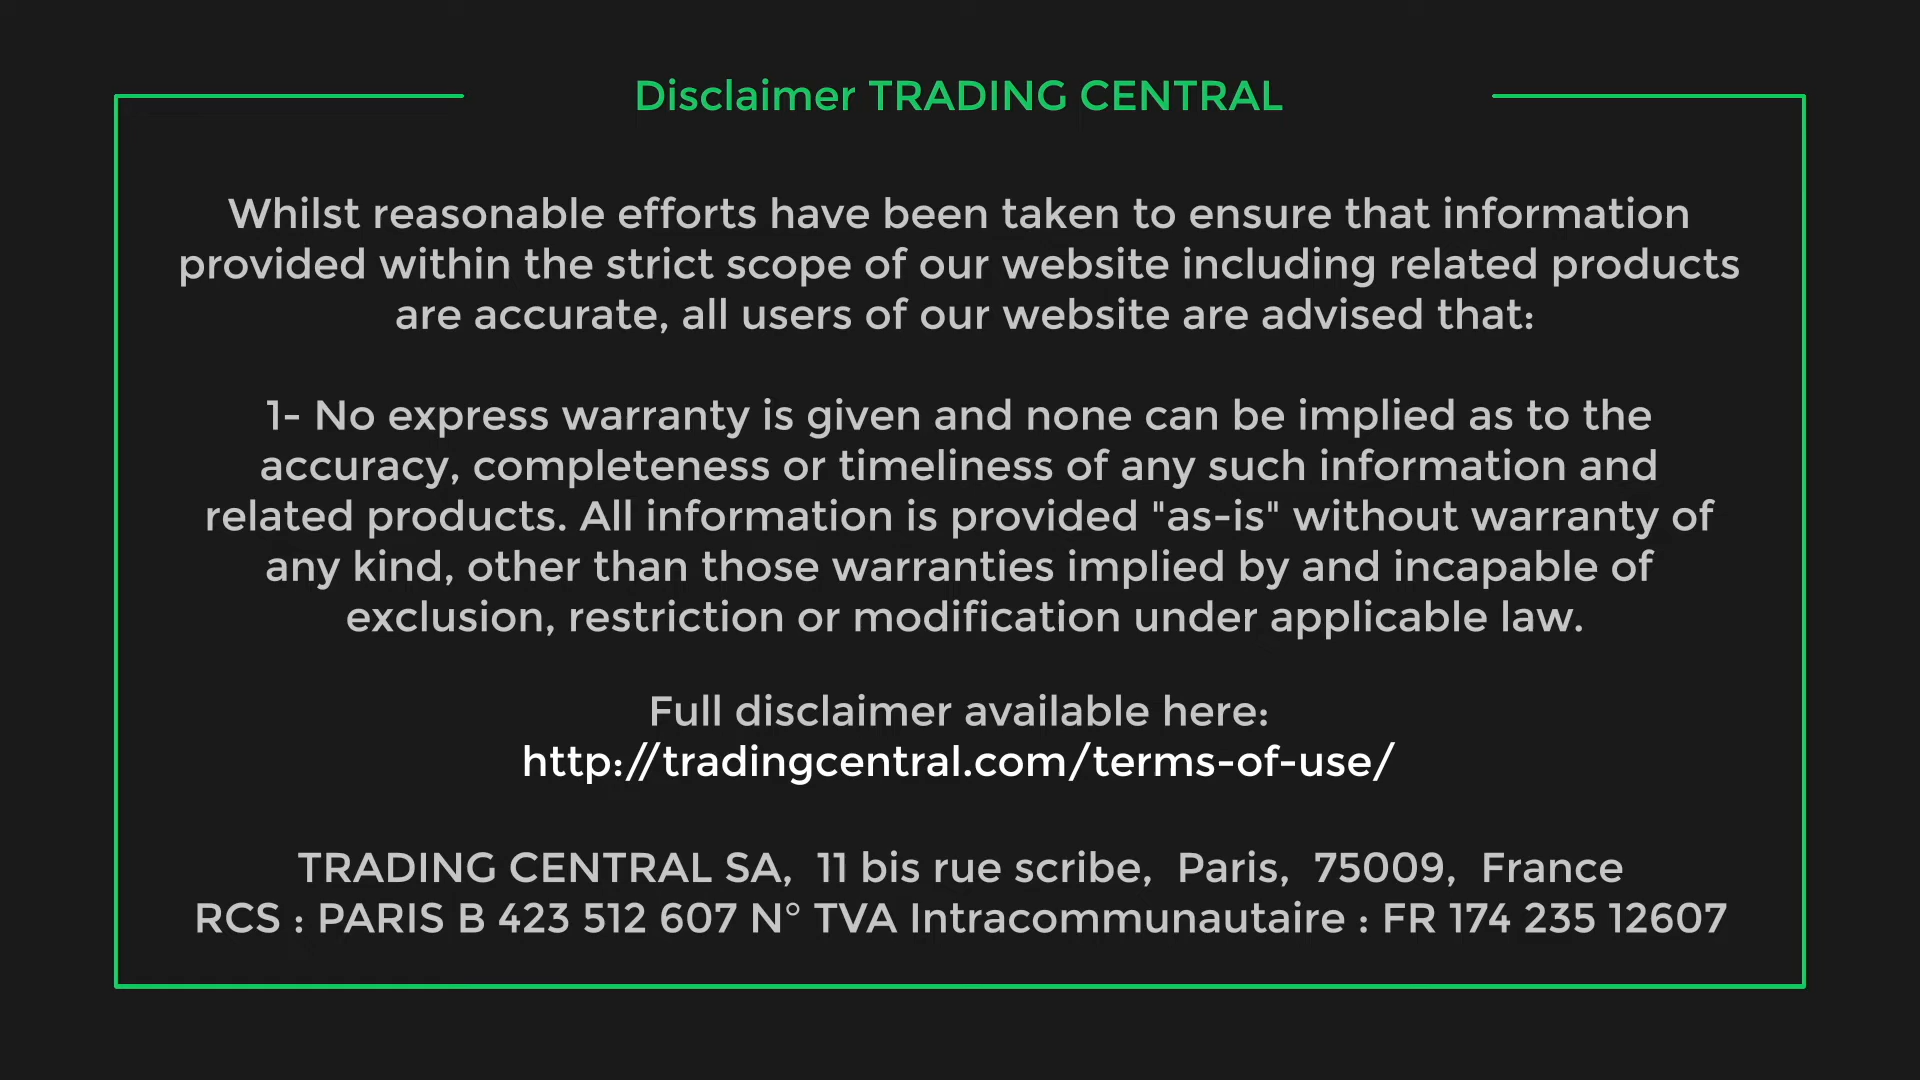 Disclaimer TRADING CENTRAL
Whilst reasonable efforts have been taken to ensure that information
provided within the strict scope of our website including related products
are accurate, all users of our website are advised that:
1- No express warranty is given and none can be implied as to the
accuracy, completeness or timeliness of any such information and
related products. All information is provided "as-is" without warranty of
any kind, other than those warranties implied by and incapable of
exclusion, restriction or modification under applicable law.
Full disclaimer available here:
http://tradingcentral.com/terms-of-use/
TRADING CENTRAL SA, 11 bis rue scribe, Paris, 75009, France
RCS : PARIS B 423 512 607 N° TVA Intracommunautaire : FR 174 235 12607